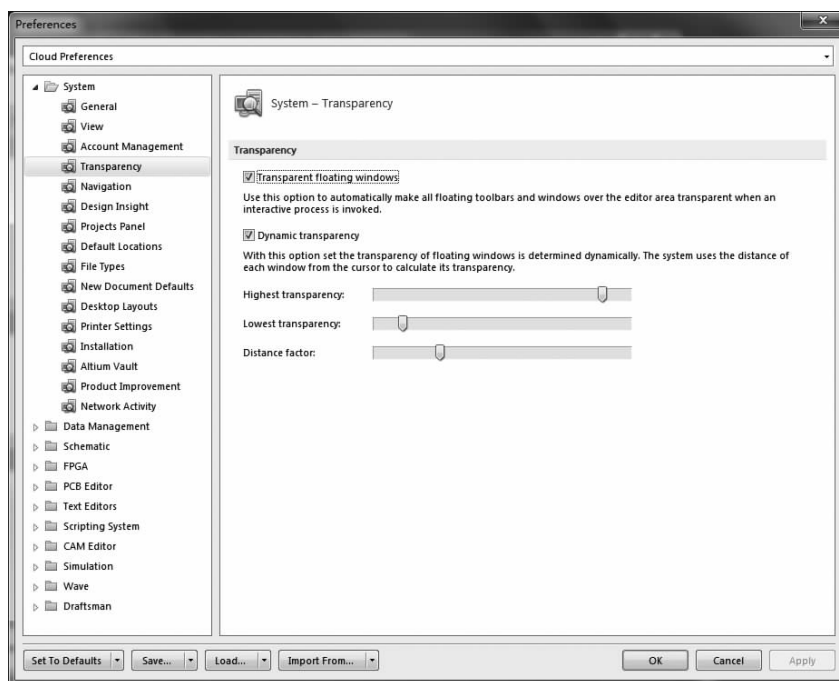 Preferences
Cloud Preferences
System
General
View
Account Management
Transparency
Navigation
Design Insight
Projects Panel
Default Locations
File Types
New Document Defaults
Desktop Layouts
Printer Settings
Installation
Altium Vault
Product Improvement
Network Activity
Data Management
Schematic
FPGA
PCB Editor
Text Editors
Scripting System
CAM Editor
Simulation
Wave
Draftsman
System – Transparency
Transparency
Transparent floating windows
Use this option to automatically make all floating toolbars and windows over the editor area transparent when an
interactive process is invoked.
Dynamic transparency
With this option set the transparency of floating windows is determined dynamically. The system uses the distance of
each window from the cursor to calculate its transparency.
Highest transparency:
Lowest transparency:
Distance factor:
Set To Defaults
Save...
Load...
Import From...
OK
Cancel
Apply